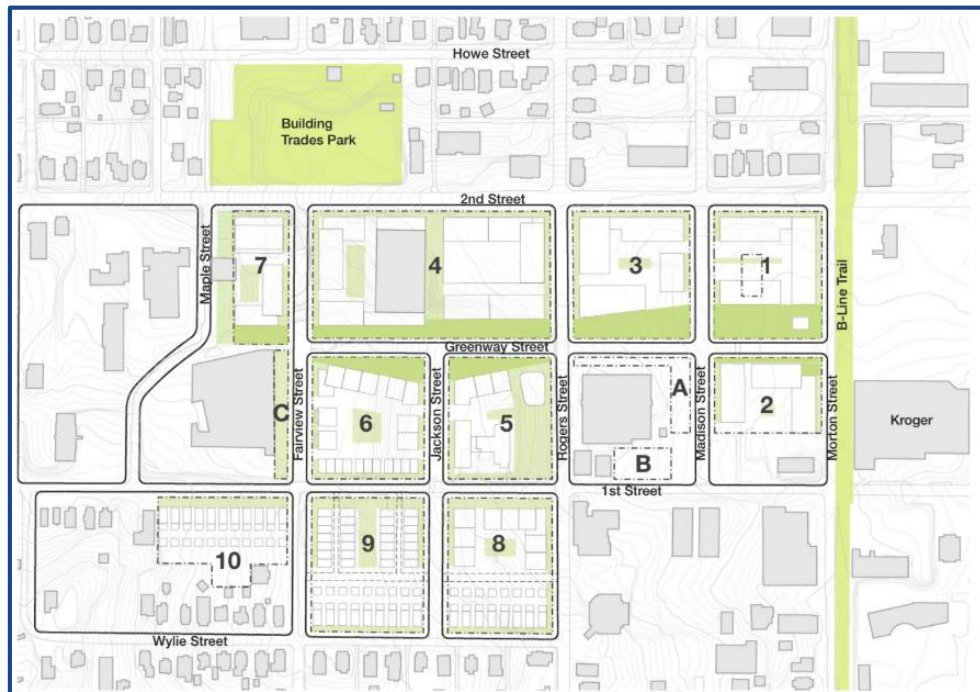 Howe Street
Building
Trades Park
2nd Street
Maple Street
7
4
3
1
B-Line Trail
Greenway Street
C
Fairview Street
6
Jackson Street
5
Rogers Street
A
Madison Street
2
Morton Street
Kroger
B
1st Street
10
9
8
Wylie Street